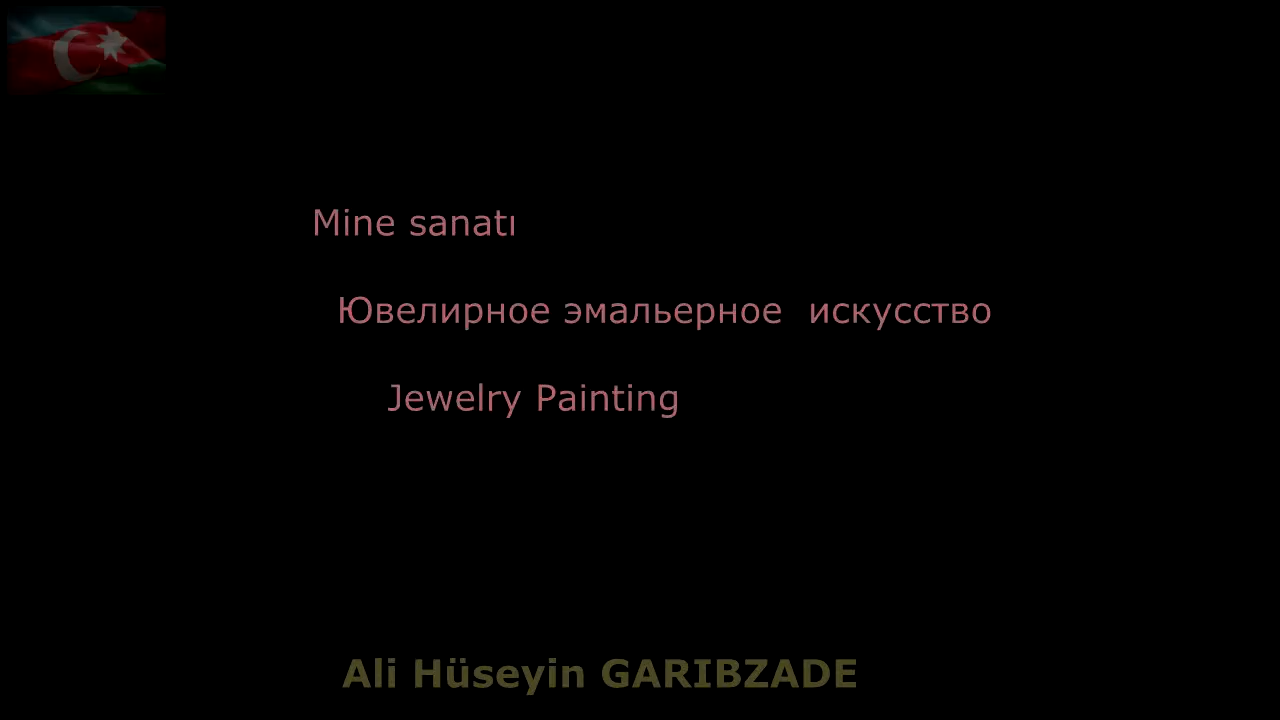 Mine sanatı
Ювелирное эмальерное искусство
Jewelry Painting
Ali Hüseyin GARIBZADE